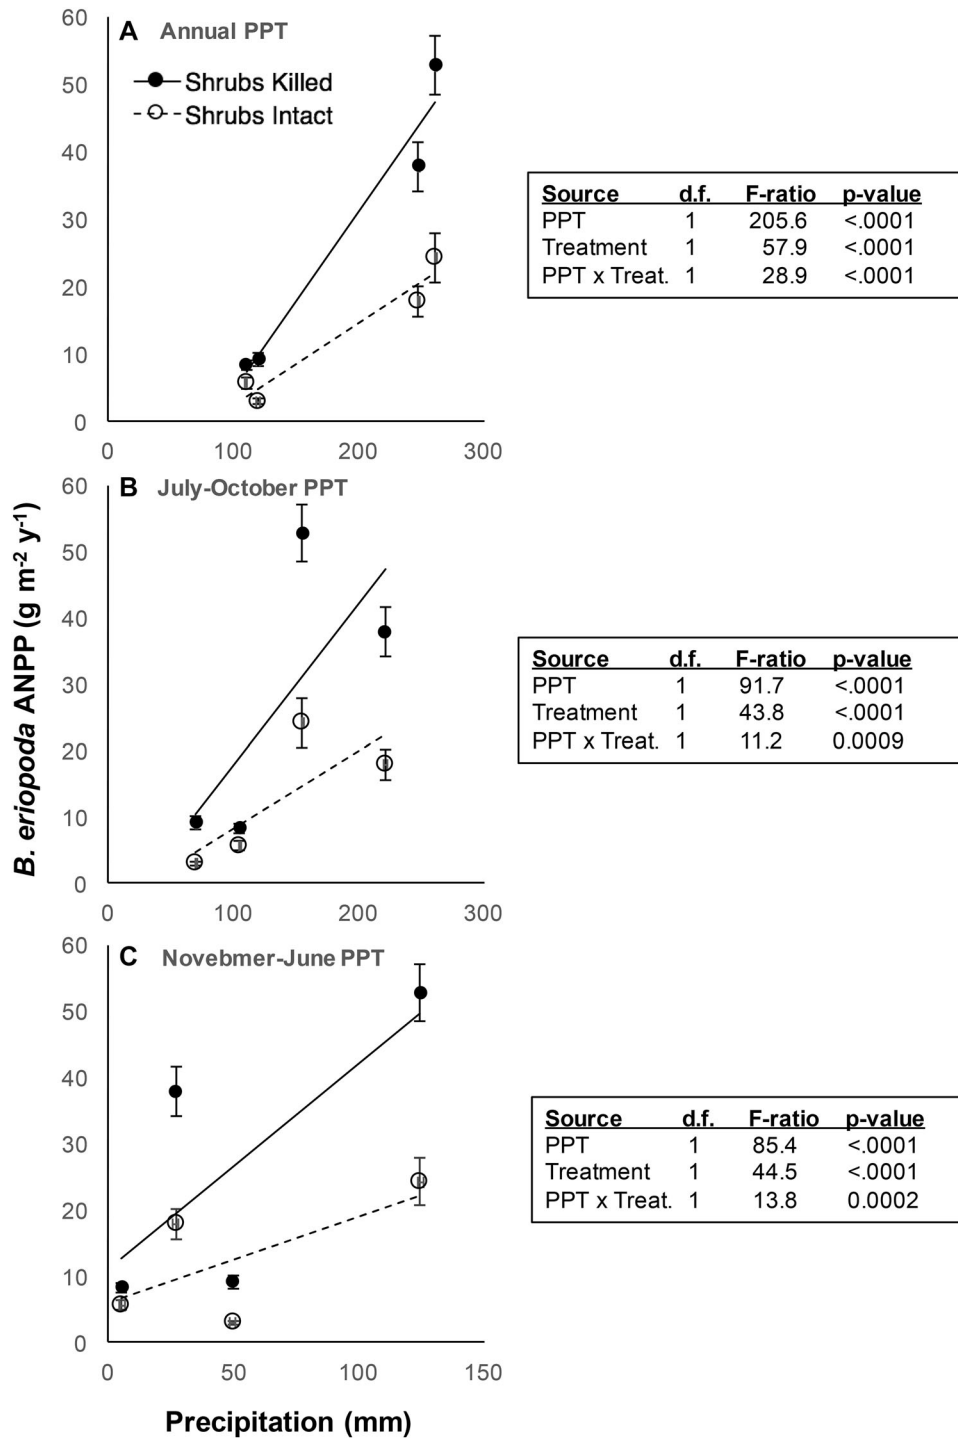 A Annual PPT
Shrubs Killed
Shrubs Intact
60
50
40
30
20
10
0
0 100 200 300
Source d.f. F-ratio p-value
PPT 1 205.6 <.0001
Treatment 1 57.9 <.0001
PPT x Treat. 1 28.9 <.0001
B. eriopoda ANPP (g m-2 y-1)
B July-October PPT
60
50
40
30
20
10
0
0 100 200 300
Source d.f. F-ratio p-value
PPT 1 91.7 <.0001
Treatment 1 43.8 <.0001
PPT x Treat. 1 11.2 0.0009
C Novebmer-June PPT
60
50
40
30
20
10
0
0 50 100 150
Source d.f. F-ratio p-value
PPT 1 85.4 <.0001
Treatment 1 44.5 <.0001
PPT x Treat. 1 13.8 0.0002
Precipitation (mm)